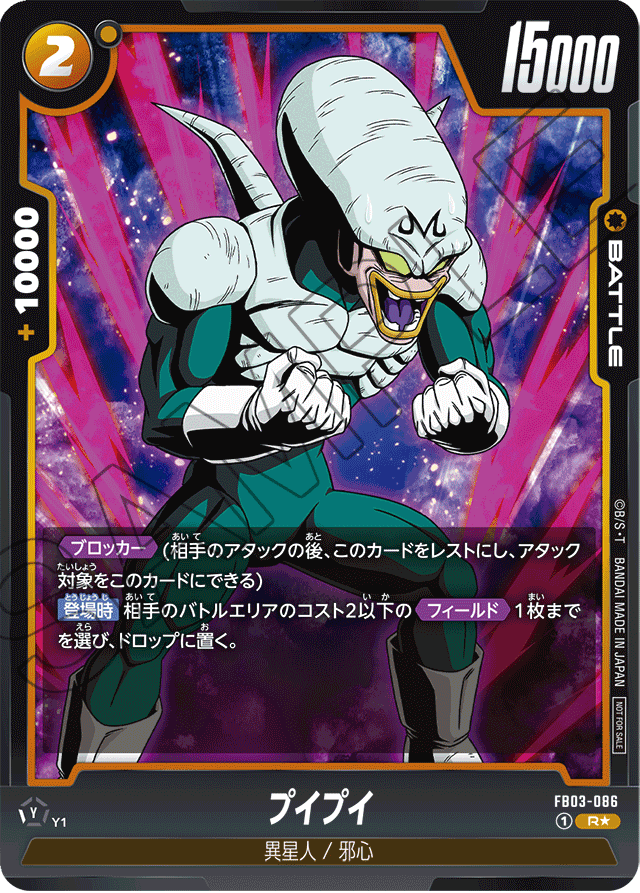 2
15000
+ 10000
BATTLE
SAMPLE
ブロッカー (相手のアタックの後、このカードをレストにし、アタック
対象をこのカードにできる)
登場時 相手のバトルエリアのコスト2以下の フィールド 1枚まで
を選び、ドロップに置く。
©B/S・T BANDAI MADE IN JAPAN
NOT FOR SALE
Y Y1
プイプイ
FB03-086
1 R★
異星人 / 邪心